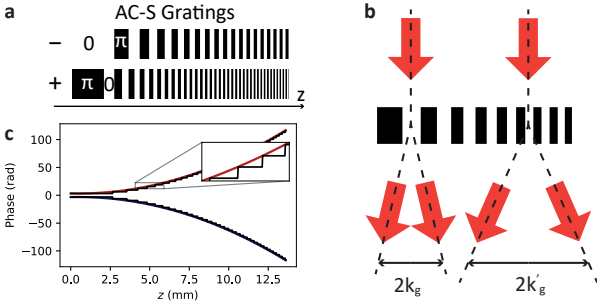 a
AC-S Gratings
− 0 π
+ π 0
z
c
Phase (rad)
100
50
0
−50
−100
0.0 2.5 5.0 7.5 10.0 12.5
z (mm)
b
2kg
2k′g